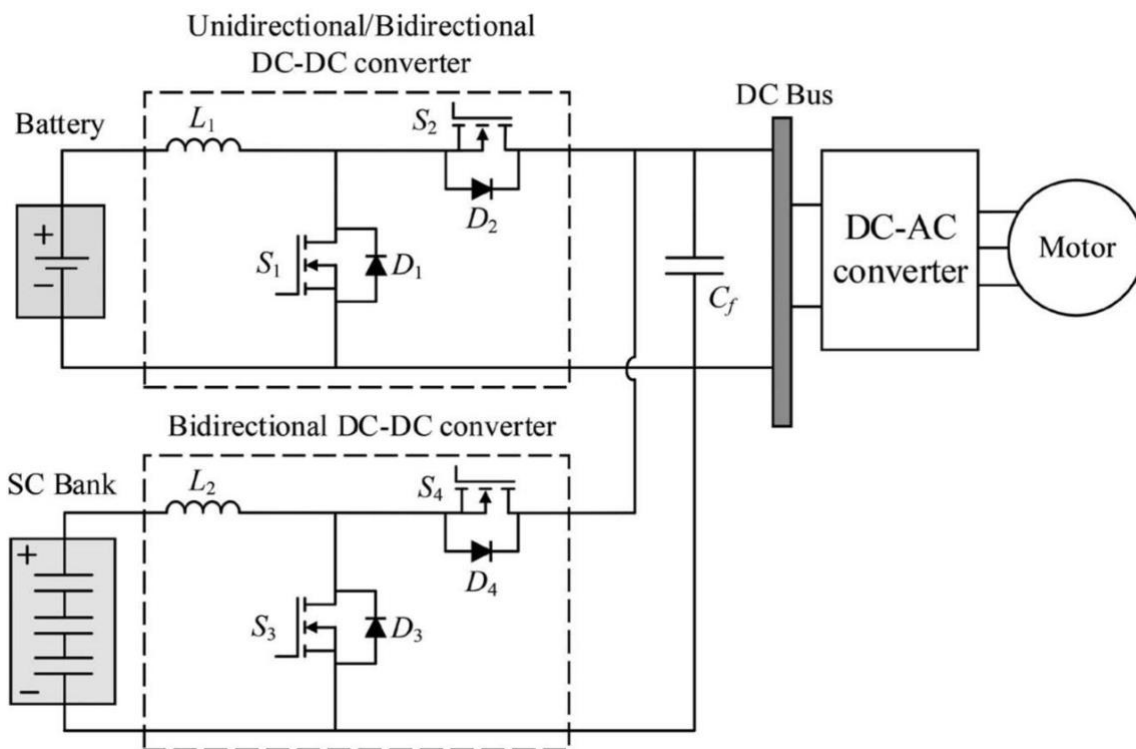 Unidirectional/Bidirectional
DC-DC converter
DC Bus
Battery
L1
S2
D2
+
−
S1
D1
Cf
DC-AC
converter
Motor
Bidirectional DC-DC converter
SC Bank
L2
S4
D4
+
−
S3
D3